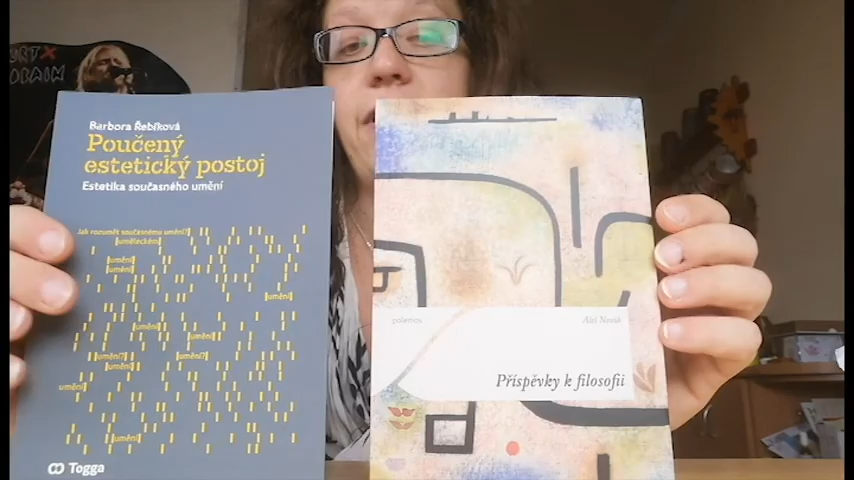 Barbora Řebíková
Poučený
estetický postoj
Estetika současného umění
Jak rozumět současnému umění?
uměleckém
umění
umění
umění
umění
umění
umění?
umění?
umění
umění
umění
Togga
polemos
Aleš Novák
Příspěvky k filosofii